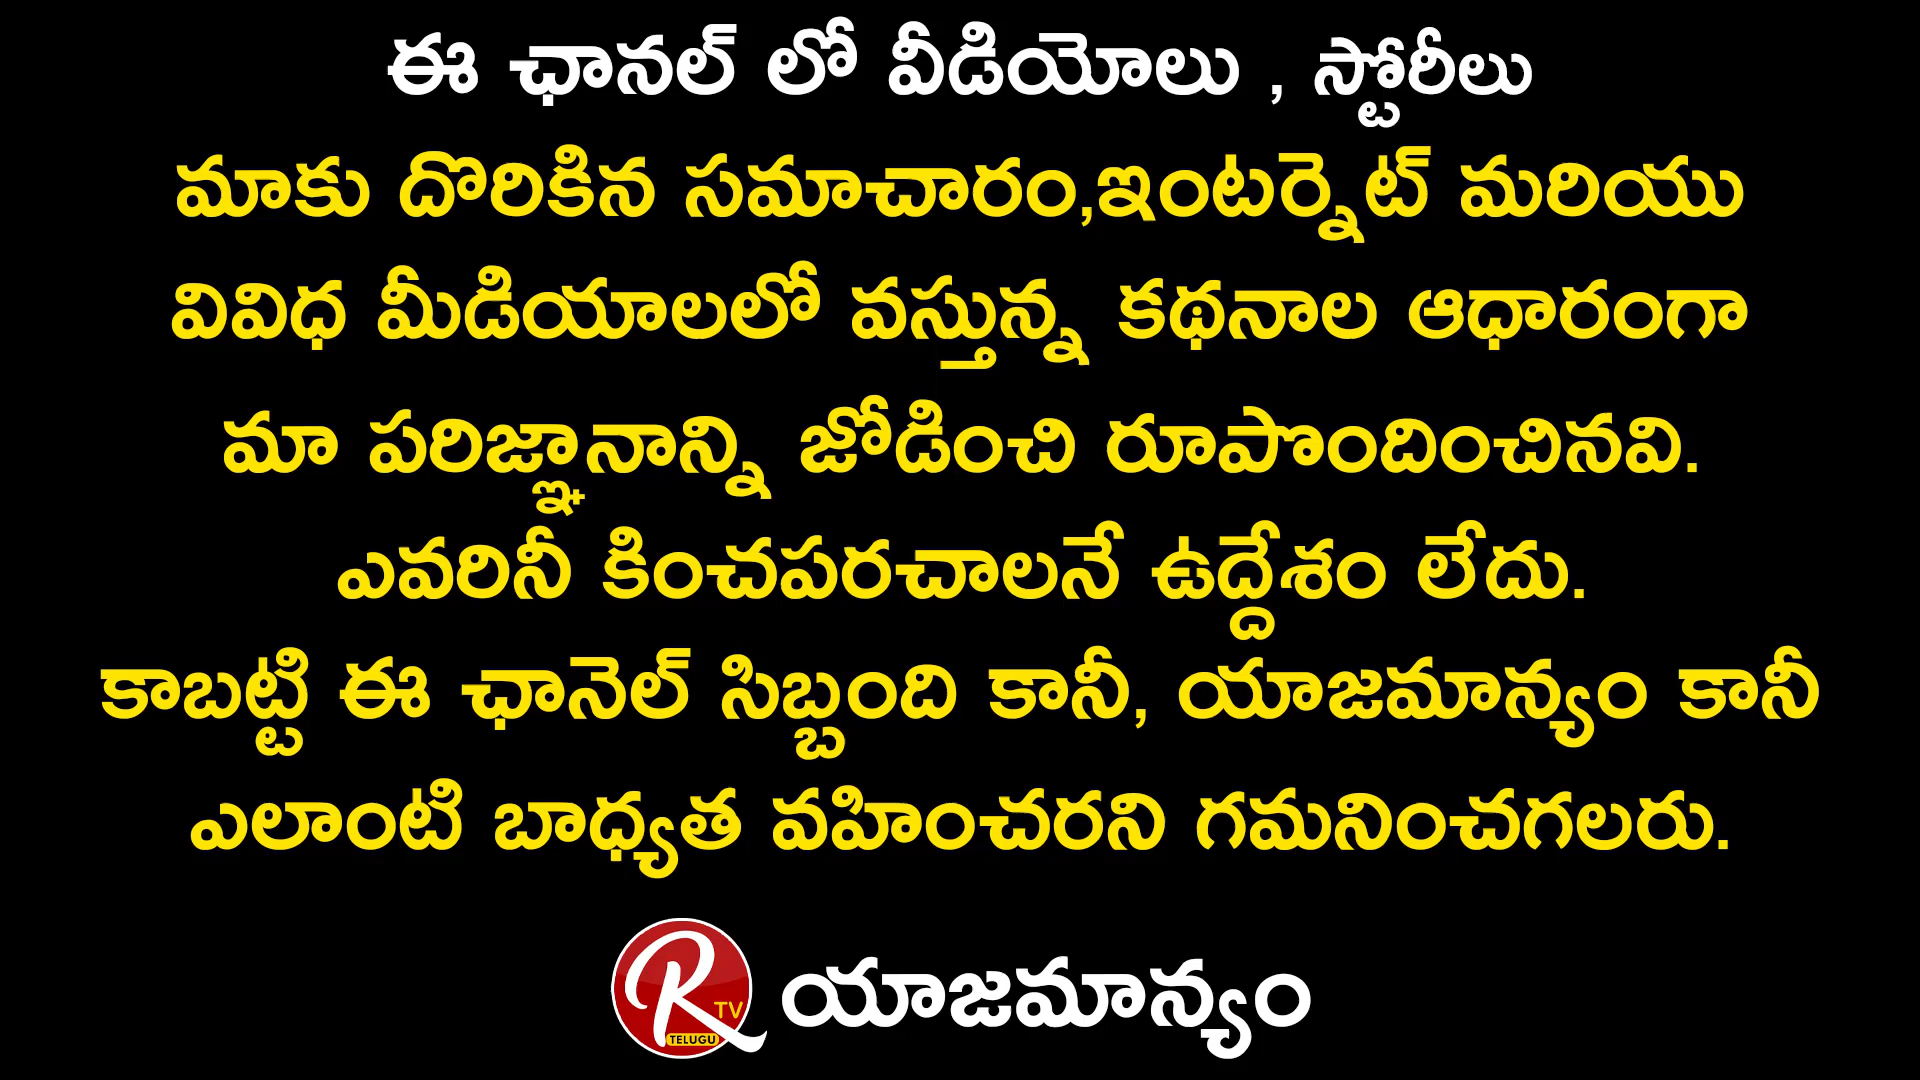 ఈ ఛానల్ లో వీడియోలు , స్టోరీలు
మాకు దొరికిన సమాచారం,ఇంటర్నెట్ మరియు
వివిధ మీడియాలలో వస్తున్న కథనాల ఆధారంగా
మా పరిజ్ఞానాన్ని జోడించి రూపొందించినవి.
ఎవరినీ కించపరచాలనే ఉద్దేశం లేదు.
కాబట్టి ఈ ఛానెల్ సిబ్బంది కానీ, యాజమాన్యం కానీ
ఎలాంటి బాధ్యత వహించరని గమనించగలరు.
R TV TELUGU యాజమాన్యం